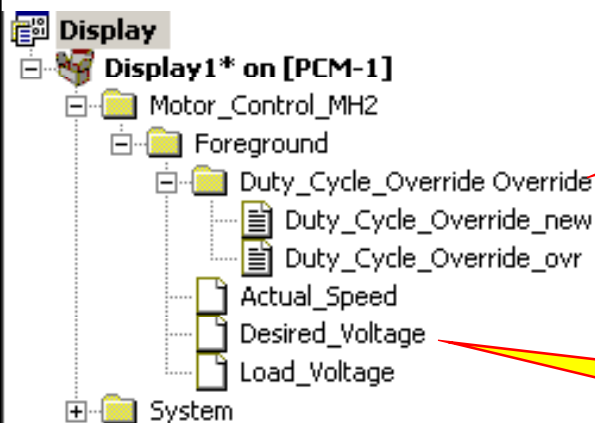 Display
Display1* on [PCM-1]
Motor_Control_MH2
Foreground
Duty_Cycle_Override Override
Duty_Cycle_Override_new
Duty_Cycle_Override_ovr
Actual_Speed
Desired_Voltage
Load_Voltage
System